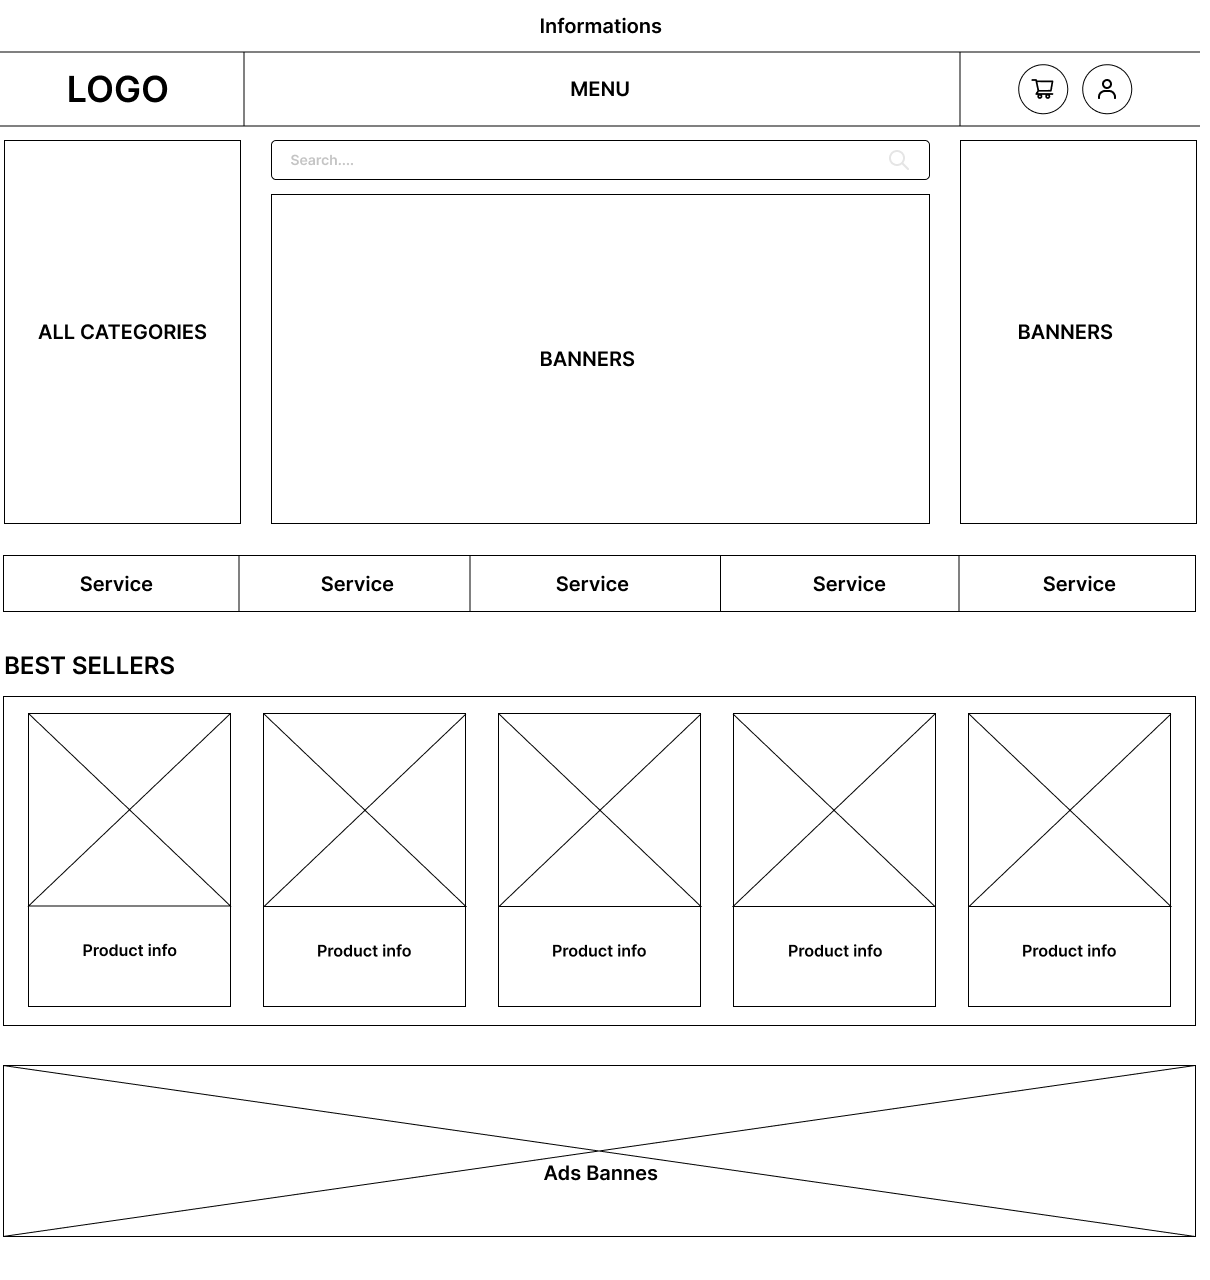 Informations
LOGO
MENU
Search....
ALL CATEGORIES
BANNERS
BANNERS
Service
Service
Service
Service
Service
BEST SELLERS
Product info
Product info
Product info
Product info
Product info
Ads Bannes